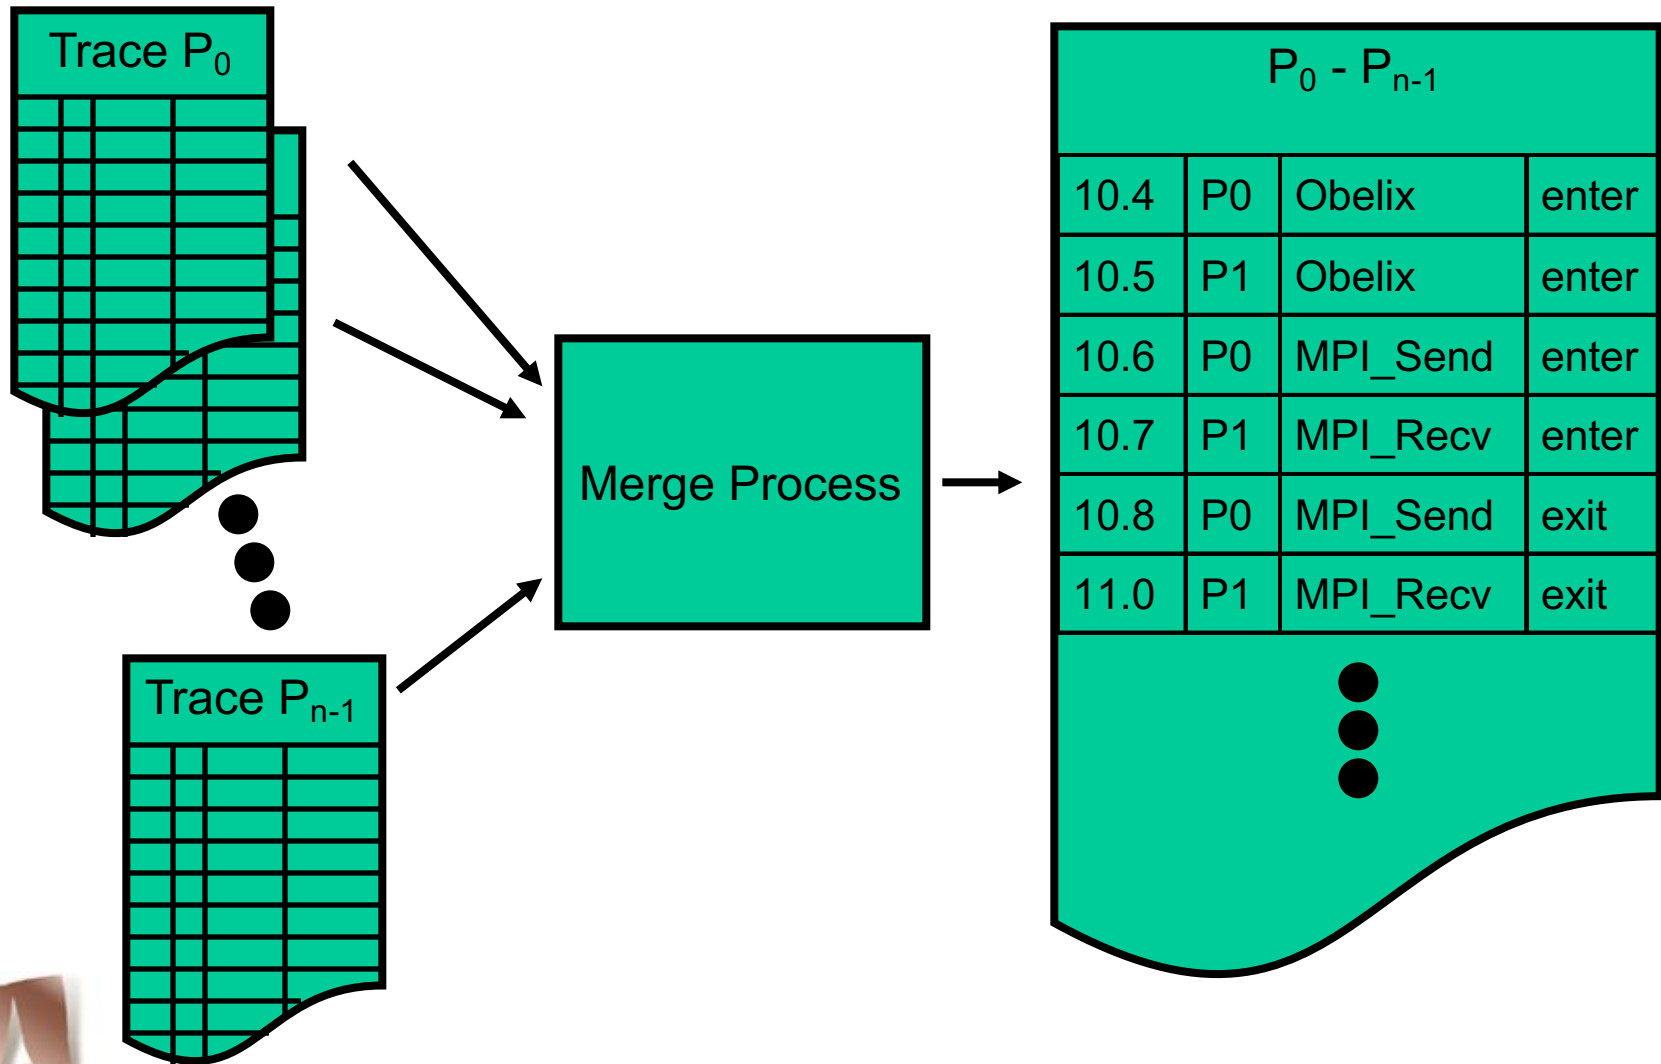 Trace P₀
Trace Pₙ₋₁
Merge Process
P₀ - Pₙ₋₁
10.4 P0 Obelix enter
10.5 P1 Obelix enter
10.6 P0 MPI_Send enter
10.7 P1 MPI_Recv enter
10.8 P0 MPI_Send exit
11.0 P1 MPI_Recv exit